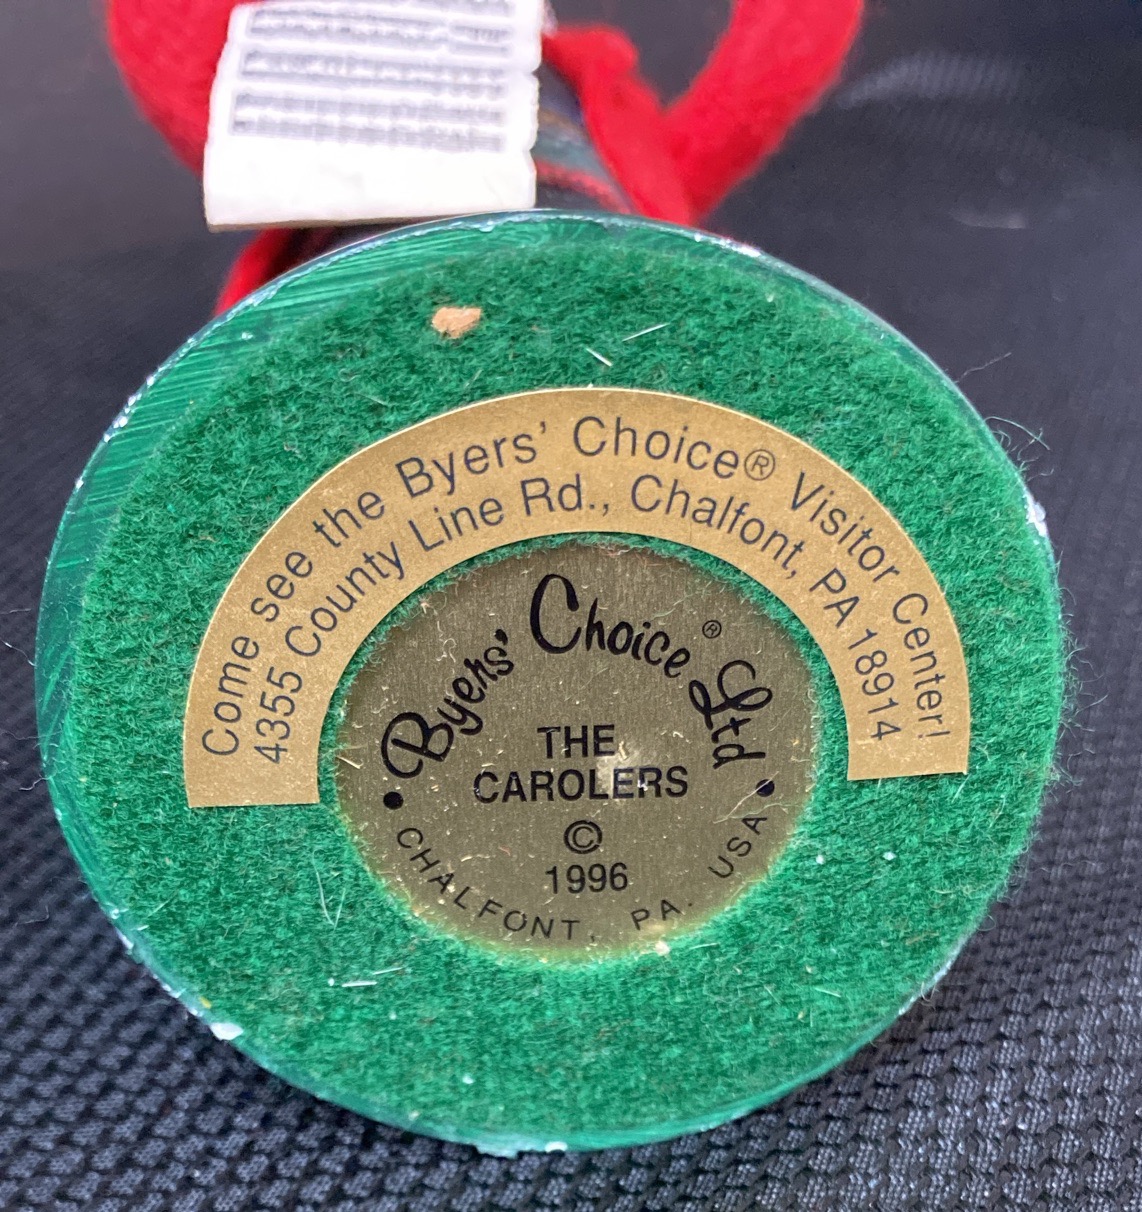 Come see the Byers' Choice® Visitor Center!
4355 County Line Rd., Chalfont, PA 18914
Byers' Choice® Ltd
THE
CAROLERS
©
1996
• CHALFONT, PA. USA •